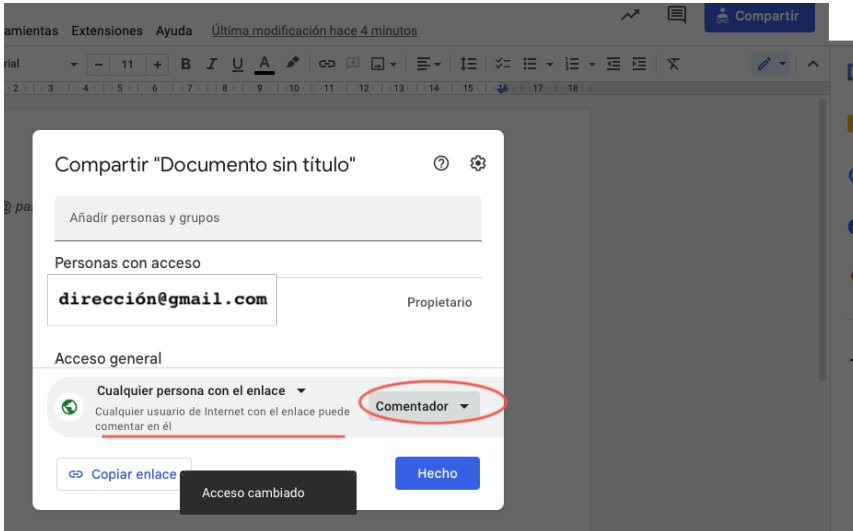 Extensiones Ayuda Última modificación hace 4 minutos
Compartir
11
2 3 4 5 6 7 8 9 10 11 12 13 14 15 16 17 18
Compartir "Documento sin título"
Añadir personas y grupos
Personas con acceso
dirección@gmail.com
Propietario
Acceso general
Cualquier persona con el enlace
Cualquier usuario de Internet con el enlace puede
comentar en él
Comentador
Copiar enlace
Hecho
Acceso cambiado